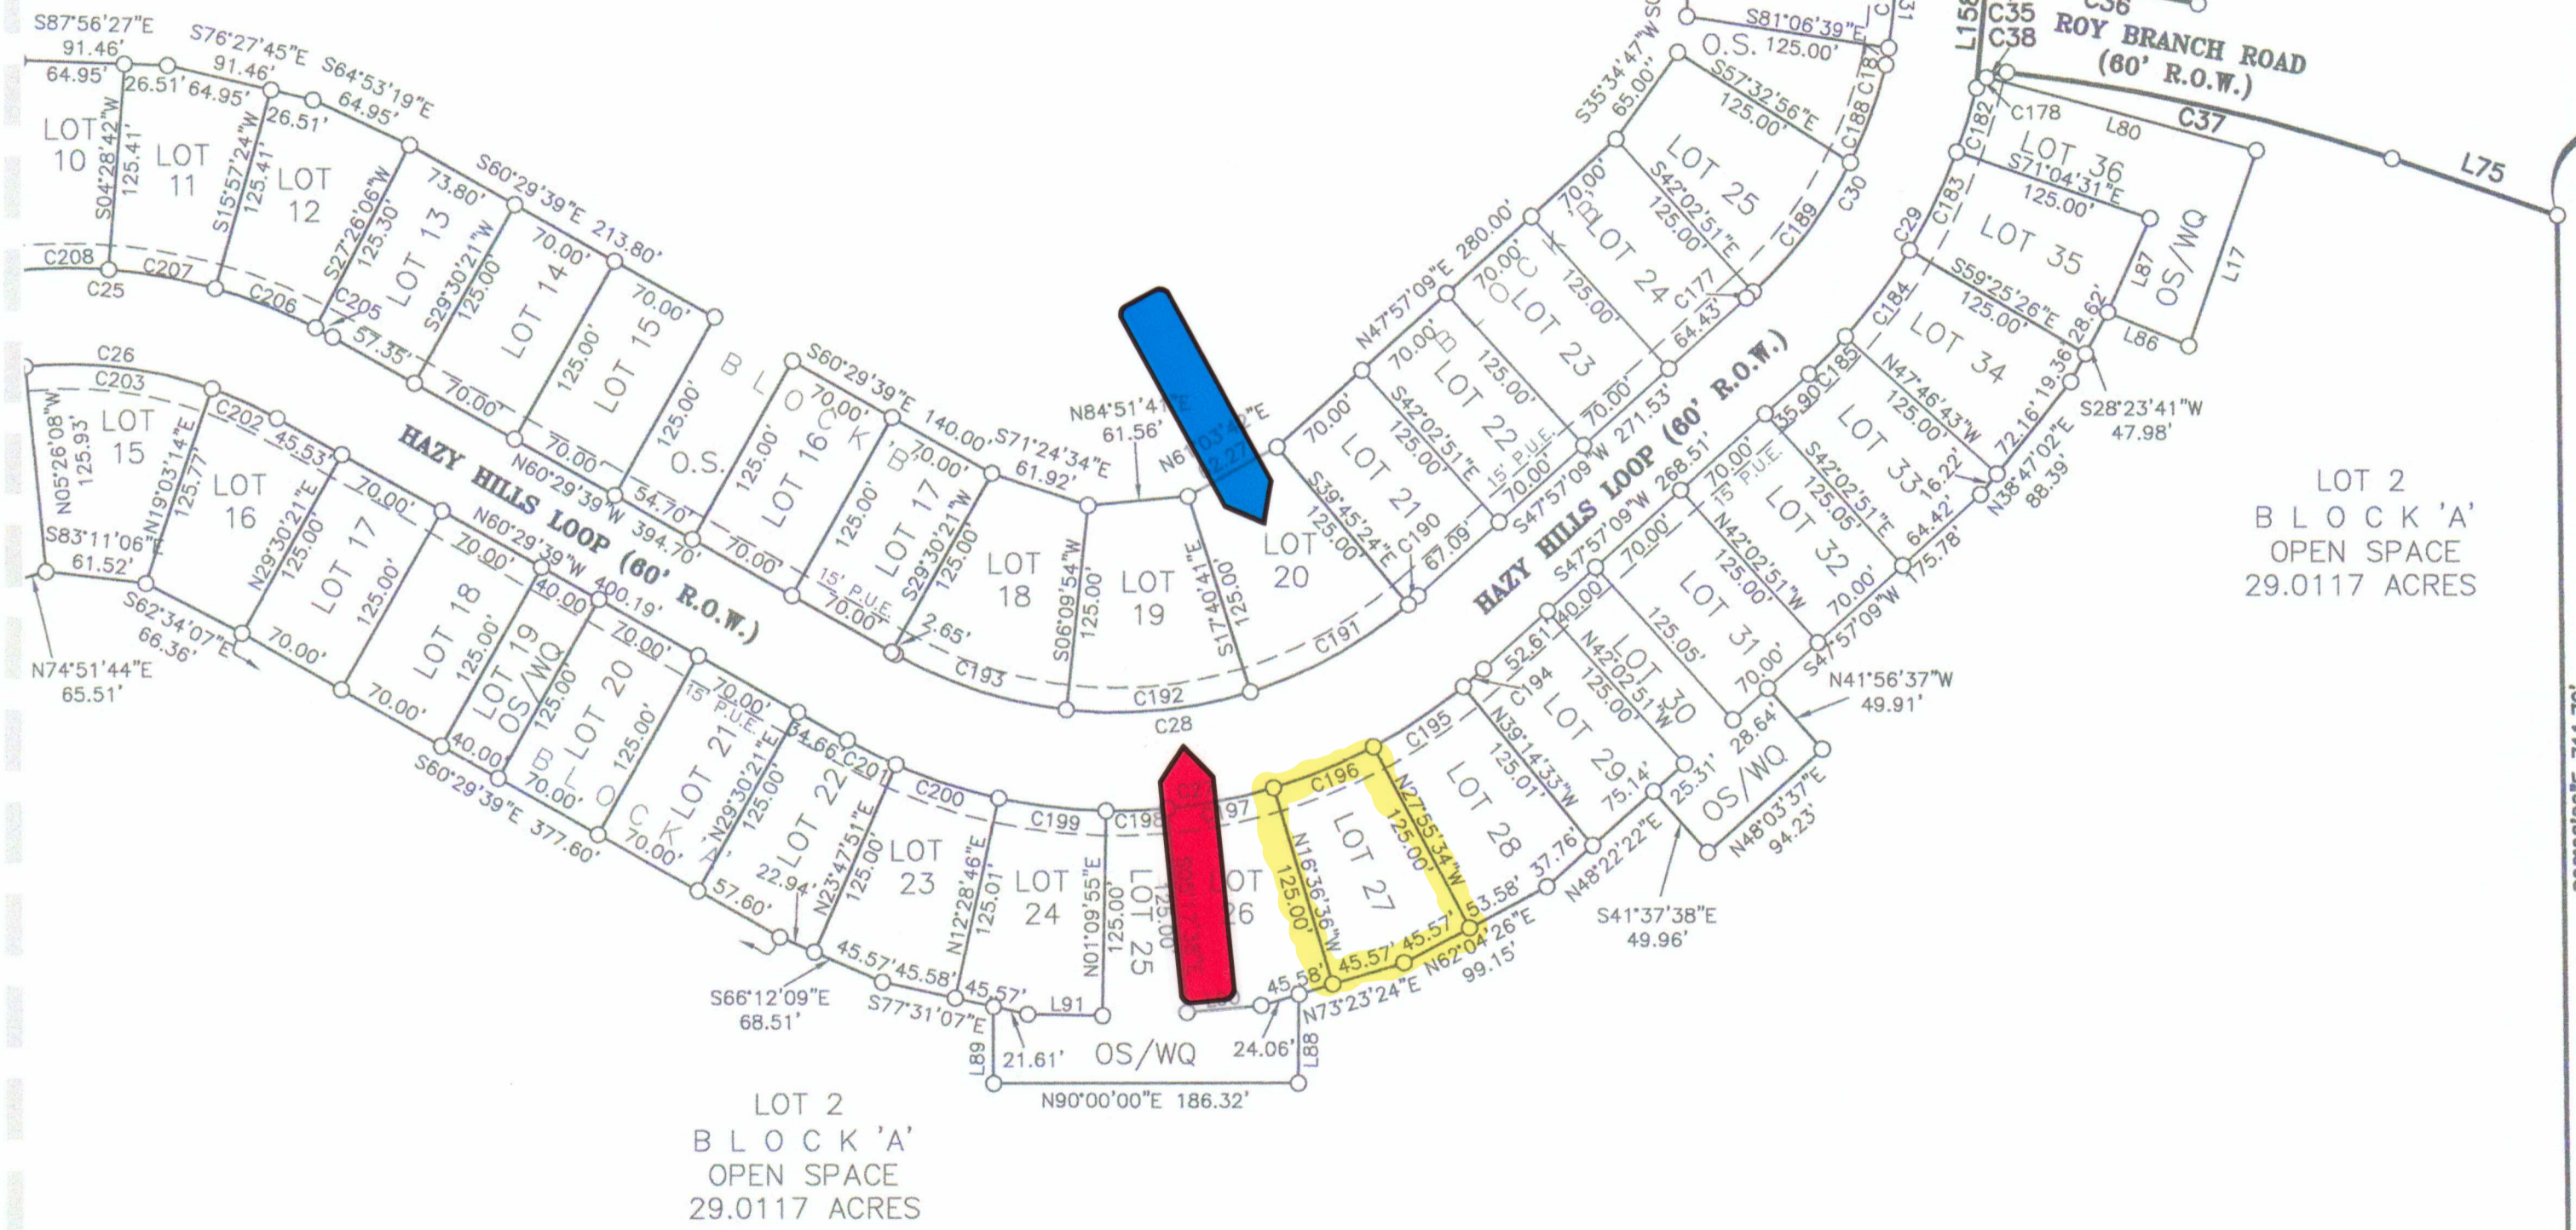 S87°56'27"E
91.46'
64.95'
26.51'
S76°27'45"E
91.46'
64.95'
26.51'
S64°53'19"E
64.95'
LOT
10
S04°28'42"W
125.41'
LOT
11
S15°57'24"W
125.41'
LOT
12
S27°26'06"W
125.30'
73.80'
LOT 13
S29°30'21"W
125.00'
S60°29'39"E 213.80'
70.00'
LOT 14
125.00'
70.00'
LOT 15
125.00'
C208
C25
C207
C206
C205
57.35'
70.00'
70.00'
54.70'
N60°29'39"W 394.70'
B L O C K 'B'
O.S.
S60°29'39"E 140.00'
70.00'
125.00'
LOT 16
125.00'
70.00'
70.00'
LOT 17
15' P.U.E.
70.00'
S29°30'21"W
125.00'
2.65'
S71°24'34"E
61.92'
LOT
18
C193
S06°09'54"W
125.00'
N84°51'41"E
61.56'
LOT
19
C192
C28
S17°40'41"E
125.00'
LOT
20
C191
S39°45'24"E
125.00'
C190
70.00'
LOT 21
67.09'
S42°02'51"E
125.00'
N47°57'09"E 280.00'
70.00'
B L O C K 'B'
LOT 22
15' P.U.E.
70.00'
125.00'
70.00'
LOT 23
70.00'
S47°57'09"W 271.53'
125.00'
70.00'
LOT 24
64.43'
C177
S42°02'51"E
125.00'
S35°34'47"W
65.00'
LOT 25
C189
S57°32'56"E
125.00'
C30
O.S.
S81°06'39"E
125.00'
C187
C188
C31
L158
C35
C38
C36
ROY BRANCH ROAD
(60' R.O.W.)
C178
L80
C37
L75
C182
LOT 36
S71°04'31"E
125.00'
C29
C183
LOT 35
L87
OS/WQ
L17
L86
S59°25'26"E
125.00'
28.62'
C184
LOT 34
19.36'
S28°23'41"W
47.98'
C185
N47°46'43"W
125.00'
72.16'
35.90'
LOT 33
16.22'
N38°47'02"E
88.39'
64.42'
S42°02'51"E
125.05'
70.00'
15' P.U.E.
LOT 32
70.00'
175.78'
S47°57'09"W
S47°57'09"W 268.51'
70.00'
N42°02'51"W
125.00'
LOT 31
70.00'
125.05'
N41°56'37"W
49.91'
40.00'
LOT 30
28.64'
N42°02'51"W
125.00'
52.61'
C194
LOT 29
75.14'
25.31'
OS/WQ
N48°03'37"E
94.23'
S41°37'38"E
49.96'
N39°14'33"W
125.01'
C195
LOT 28
37.76'
N48°22'22"E
53.58'
N27°55'34"W
125.00'
C196
LOT 27
45.57'
45.57'
N62°04'26"E
99.15'
N73°23'24"E
N16°36'36"W
125.00'
26
45.58'
24.06'
L88
C198
LOT 25
N01°09'55"E
125.00'
C199
LOT
24
L91
45.57'
21.61'
L89
OS/WQ
N90°00'00"E 186.32'
N12°28'46"E
125.01'
C200
LOT
23
45.57'
45.58'
S77°31'07"E
N23°47'51"E
125.00'
C201
34.66'
LOT 22
22.94'
57.60'
S66°12'09"E
68.51'
N29°30'21"E
125.00'
70.00'
15' P.U.E.
LOT 21
70.00'
125.00'
70.00'
LOT 20
70.00'
B L O C K 'A'
125.00'
40.00'
LOT 19
OS/WQ
40.00'
S60°29'39"E 377.60'
125.00'
70.00'
LOT 18
70.00'
N60°29'39"W 400.19'
125.00'
70.00'
LOT 17
70.00'
N29°30'21"E
125.00'
C202
45.53'
LOT
16
S62°34'07"E
66.36'
N19°03'14"E
125.77'
C26
C203
LOT
15
S83°11'06"E
61.52'
N05°26'08"W
125.93'
N74°51'44"E
65.51'
HAZY HILLS LOOP (60' R.O.W.)
HAZY HILLS LOOP (60' R.O.W.)
LOT 2
B L O C K 'A'
OPEN SPACE
29.0117 ACRES
LOT 2
B L O C K 'A'
OPEN SPACE
29.0117 ACRES